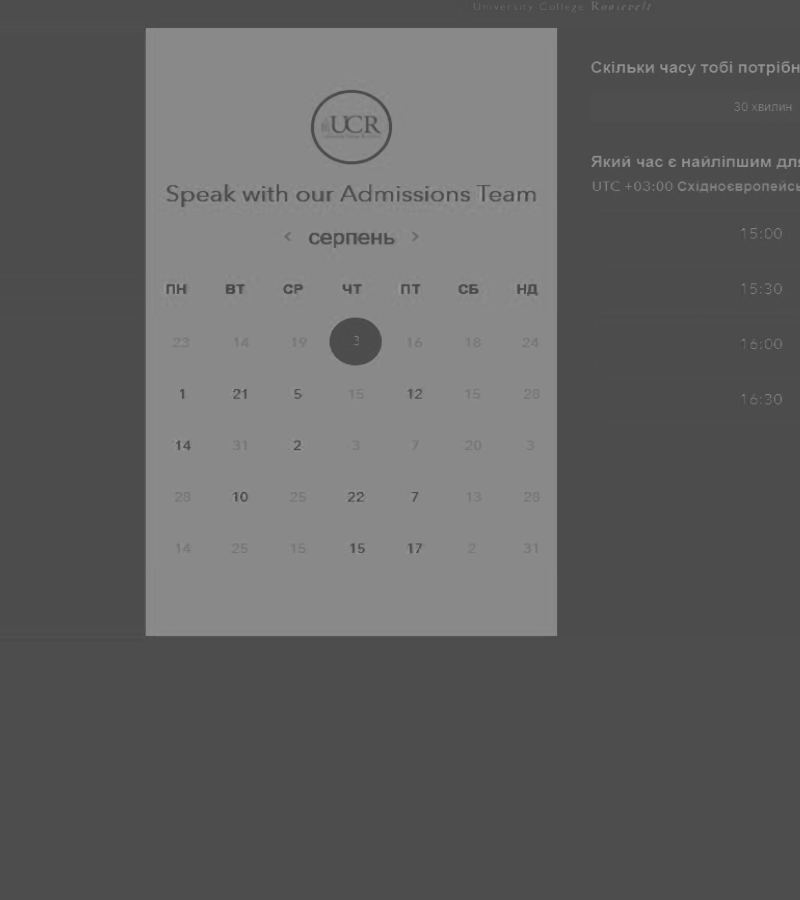 University College Roosevelt
UCR
Speak with our Admissions Team
< серпень >
ПН ВТ СР ЧТ ПТ СБ НД
23 14 19 3 16 18 24
1 21 5 15 12 15 28
14 31 2 3 7 20 3
28 10 25 22 7 13 28
14 25 15 15 17 2 31
Скільки часу тобі потрібн
30 хвилин
Який час є найліпшим для
UTC +03:00 Східноєвропейсь
15:00
15:30
16:00
16:30